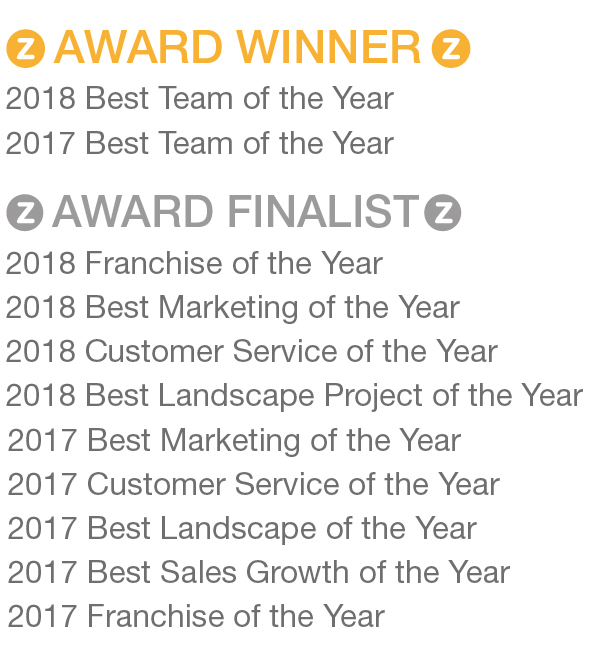 Z AWARD WINNER Z
2018 Best Team of the Year
2017 Best Team of the Year
Z AWARD FINALIST Z
2018 Franchise of the Year
2018 Best Marketing of the Year
2018 Customer Service of the Year
2018 Best Landscape Project of the Year
2017 Best Marketing of the Year
2017 Customer Service of the Year
2017 Best Landscape of the Year
2017 Best Sales Growth of the Year
2017 Franchise of the Year